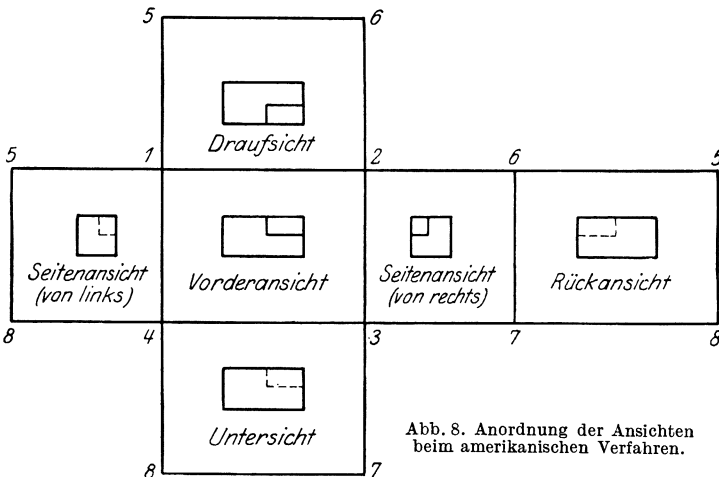 5 6
Draufsicht
5 1 2 6 5
Seitenansicht
(von links)
Vorderansicht
Seitenansicht
(von rechts)
Rückansicht
8 4 3 7 8
Untersicht
8 7
Abb. 8. Anordnung der Ansichten
beim amerikanischen Verfahren.